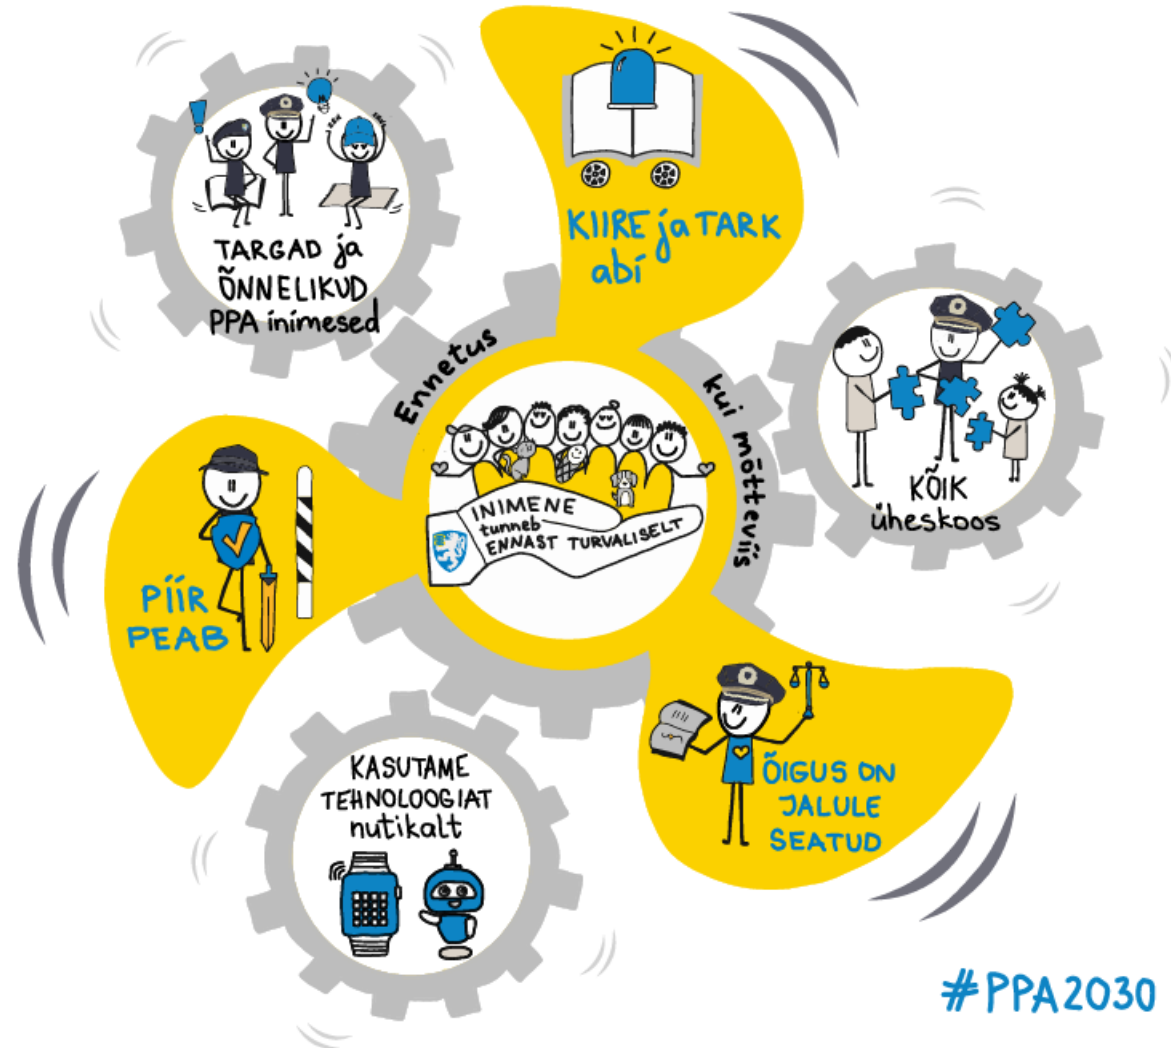 KIIRE ja TARK
abi
TARGAD ja
ÕNNELIKUD
PPA inimesed
Ennetus
kui mõtteviis
KÕIK
üheskoos
INIMENE
tunneb
ENNAST TURVALISELT
PIIR
PEAB
ÕIGUS ON
JALULE
SEATUD
KASUTAME
TEHNOLOOGIAT
nutikalt
#PPA2030